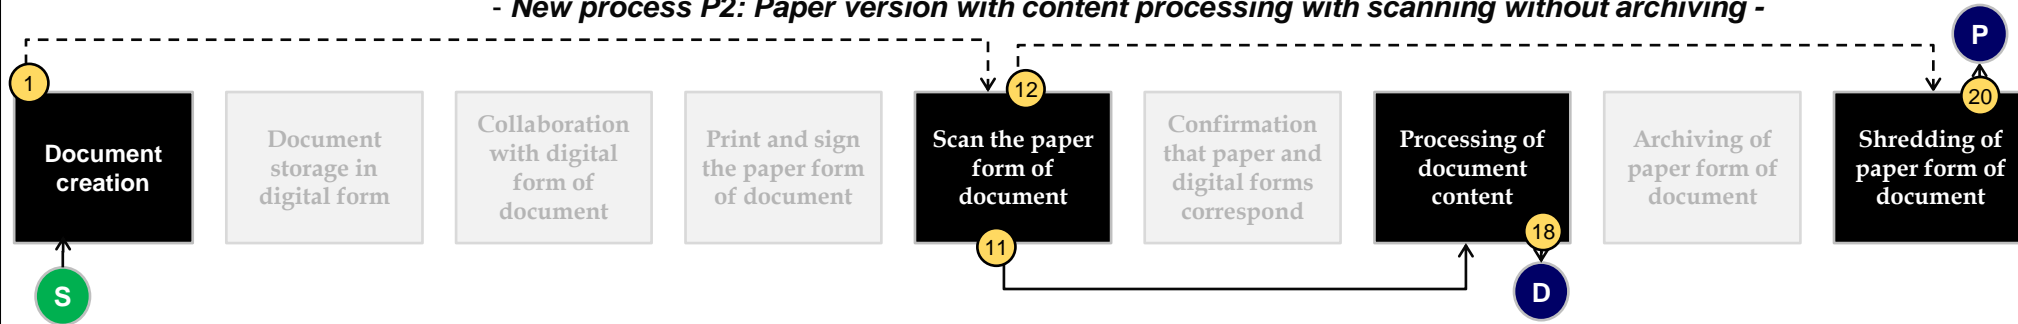 - New process P2: Paper version with content processing with scanning without archiving -
P
1
12
20
Document
creation
Document
storage in
digital form
Collaboration
with digital
form of
document
Print and sign
the paper form
of document
Scan the paper
form of
document
Confirmation
that paper and
digital forms
correspond
Processing of
document
content
Archiving of
paper form of
document
Shredding of
paper form of
document
11
18
S
D